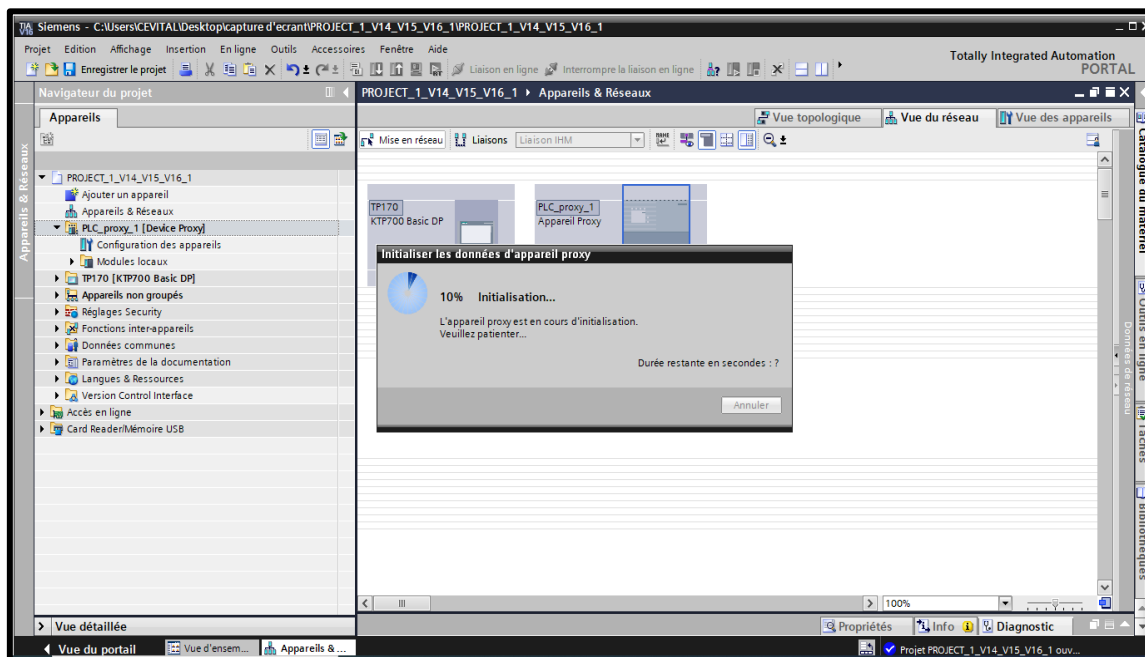 Siemens - C:\Users\CEVITAL\Desktop\capture d'ecrant\PROJECT_1_V14_V15_V16_1\PROJECT_1_V14_V15_V16_1
Projet Edition Affichage Insertion En ligne Outils Accessoires Fenêtre Aide
Enregistrer le projet Liaison en ligne Interrompre la liaison en ligne
Totally Integrated Automation
PORTAL
Navigateur du projet
PROJECT_1_V14_V15_V16_1 Appareils & Réseaux
Appareils
Vue topologique Vue du réseau Vue des appareils
Mise en réseau Liaisons Liaison IHM
PROJECT_1_V14_V15_V16_1
Ajouter un appareil
Appareils & Réseaux
PLC_proxy_1 [Device Proxy]
Configuration des appareils
Modules locaux
TP170 [KTP700 Basic DP]
Appareils non groupés
Réglages Security
Fonctions inter-appareils
Données communes
Paramètres de la documentation
Langues & Ressources
Version Control Interface
Accès en ligne
Card Reader/Mémoire USB
TP170
KTP700 Basic DP
PLC_proxy_1
Appareil Proxy
Initialiser les données d'appareil proxy
10% Initialisation...
L'appareil proxy est en cours d'initialisation.
Veuillez patienter...
Durée restante en secondes : ?
Annuler
100%
Vue détaillée
Propriétés Info Diagnostic
Vue du portail Vue d'ensem... Appareils & ...
Projet PROJECT_1_V14_V15_V16_1 ouv...
Appareils & Réseaux
Données de réseau
Catalogue du matériel
Outils en ligne
Tâches
Bibliothèques